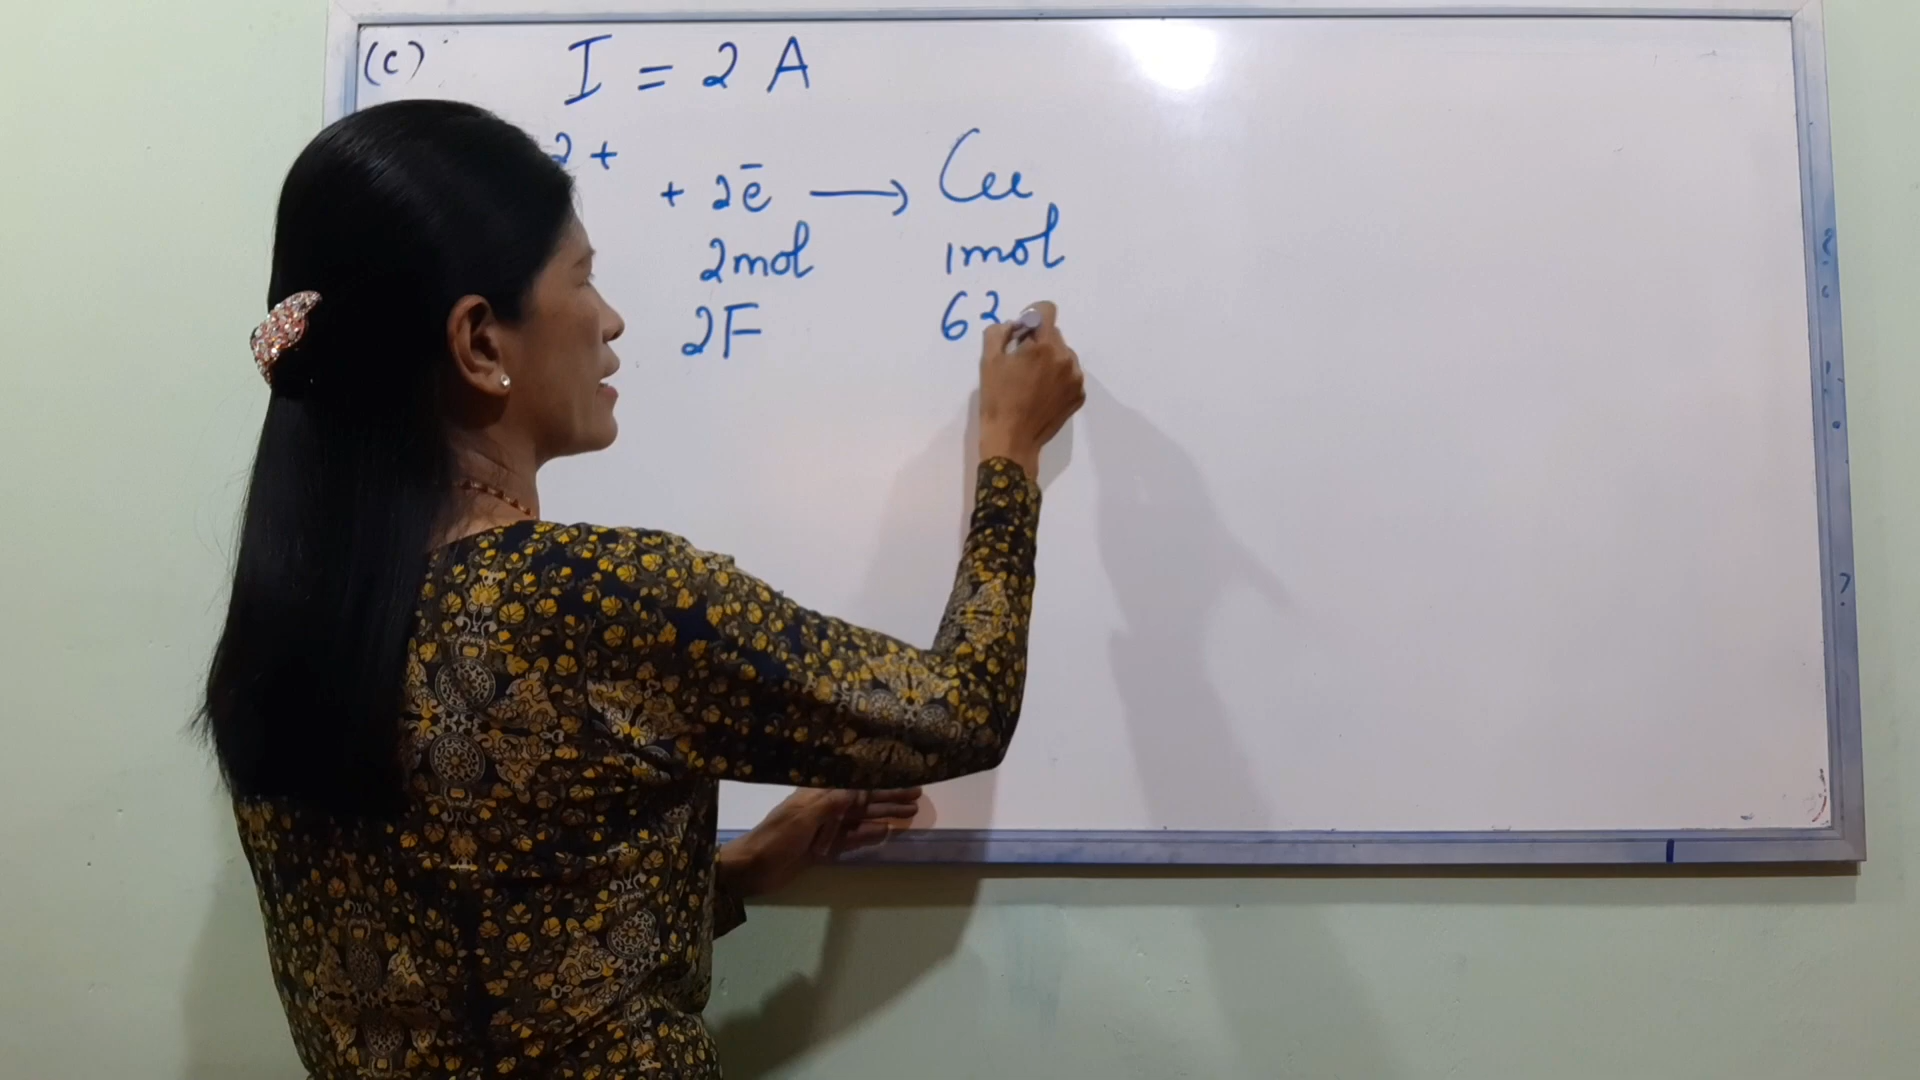 (c) I = 2 A
2+ + 2ē → Cu
2mol 1mol
2F 63